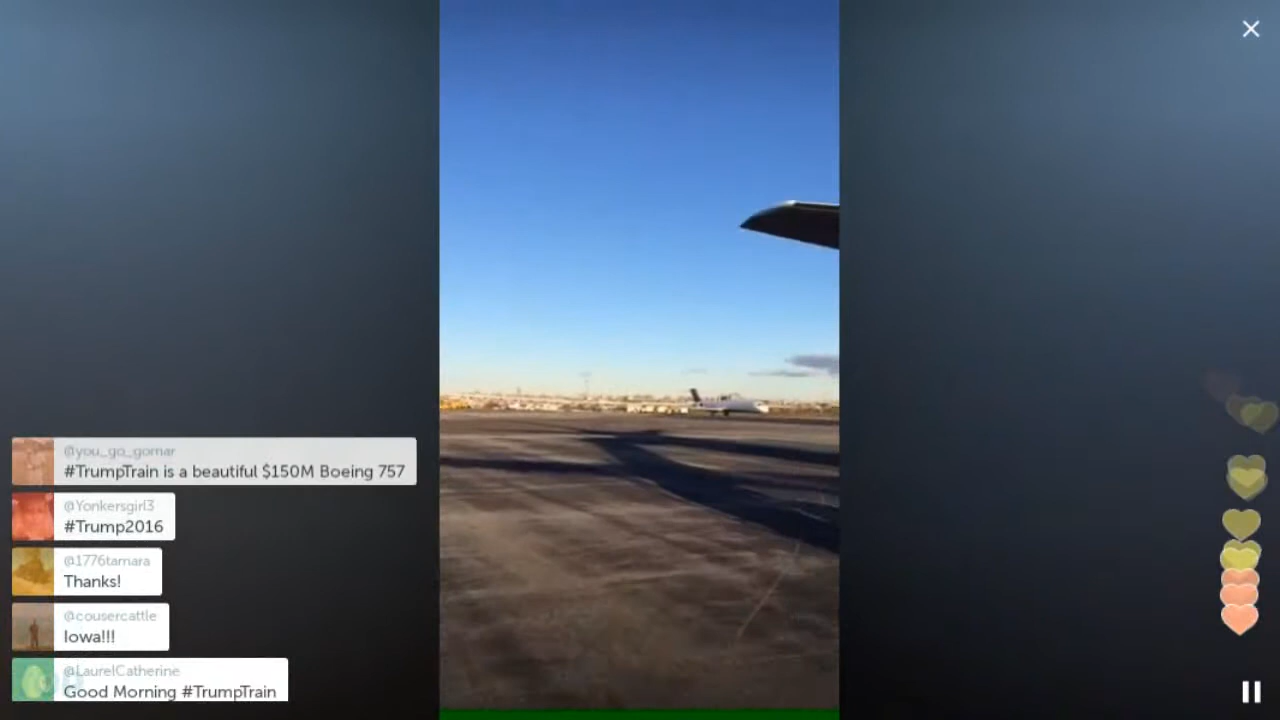 @you_go_gomar
#TrumpTrain is a beautiful $150M Boeing 757
@Yonkersgirl3
#Trump2016
@1776tamara
Thanks!
@cousercattle
Iowa!!!
@LaurelCatherine
Good Morning #TrumpTrain